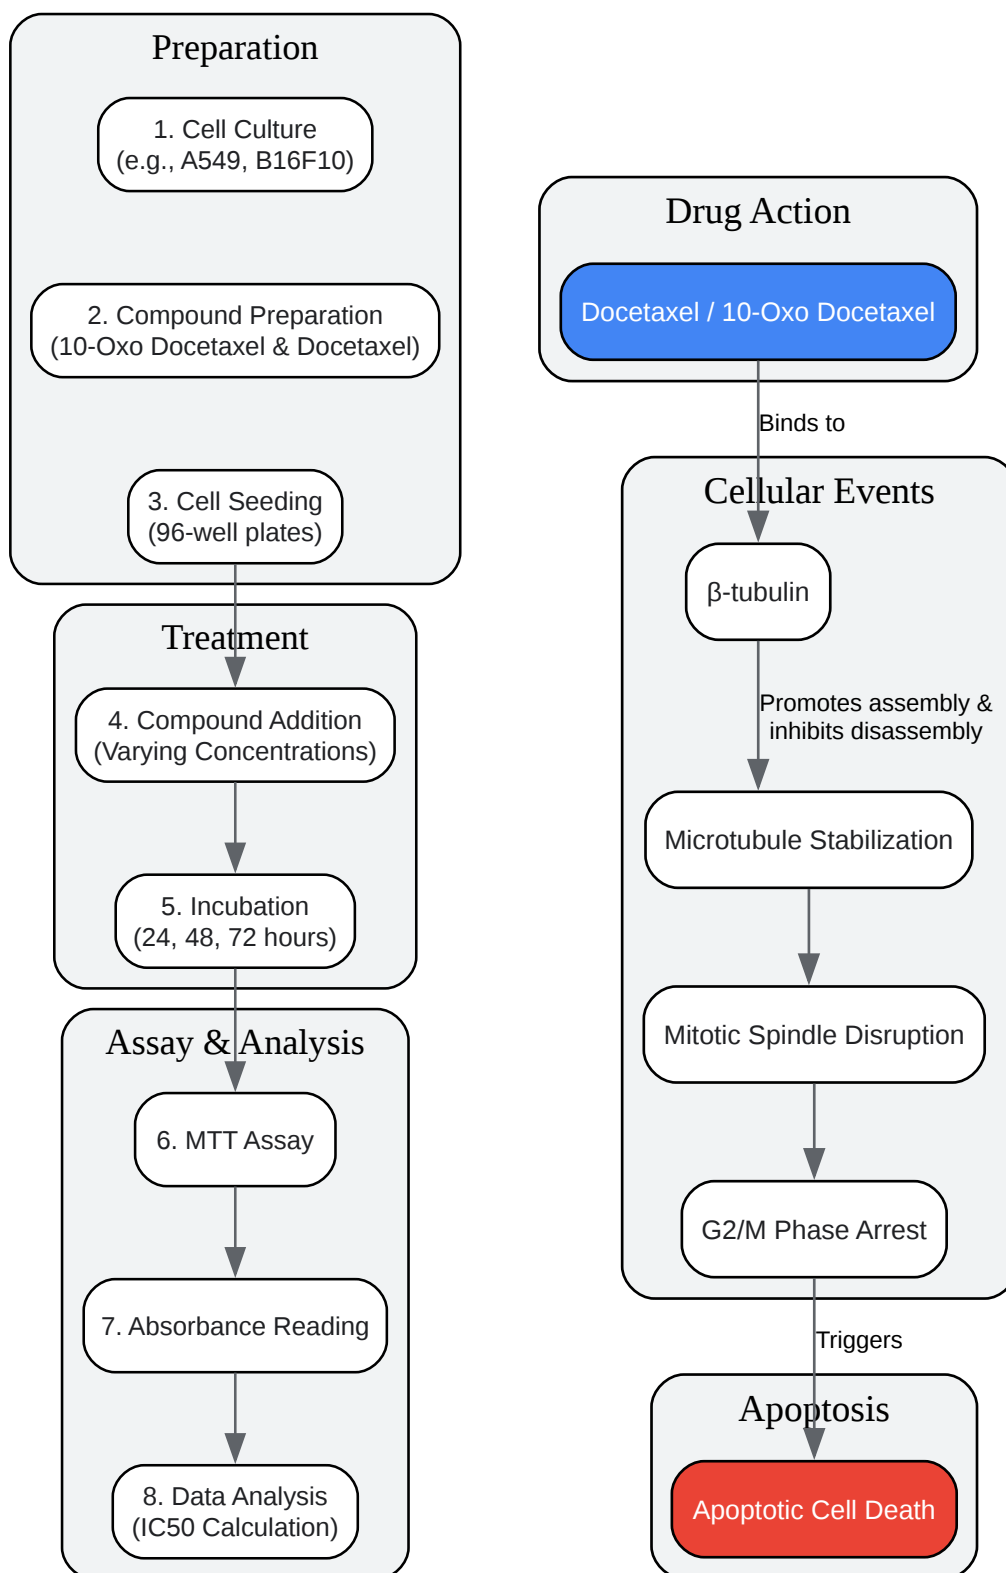 Preparation
1. Cell Culture
(e.g., A549, B16F10)
2. Compound Preparation
(10-Oxo Docetaxel & Docetaxel)
3. Cell Seeding
(96-well plates)
Treatment
4. Compound Addition
(Varying Concentrations)
5. Incubation
(24, 48, 72 hours)
Assay & Analysis
6. MTT Assay
7. Absorbance Reading
8. Data Analysis
(IC50 Calculation)
Drug Action
Docetaxel / 10-Oxo Docetaxel
Binds to
Cellular Events
β-tubulin
Promotes assembly &
inhibits disassembly
Microtubule Stabilization
Mitotic Spindle Disruption
G2/M Phase Arrest
Triggers
Apoptosis
Apoptotic Cell Death